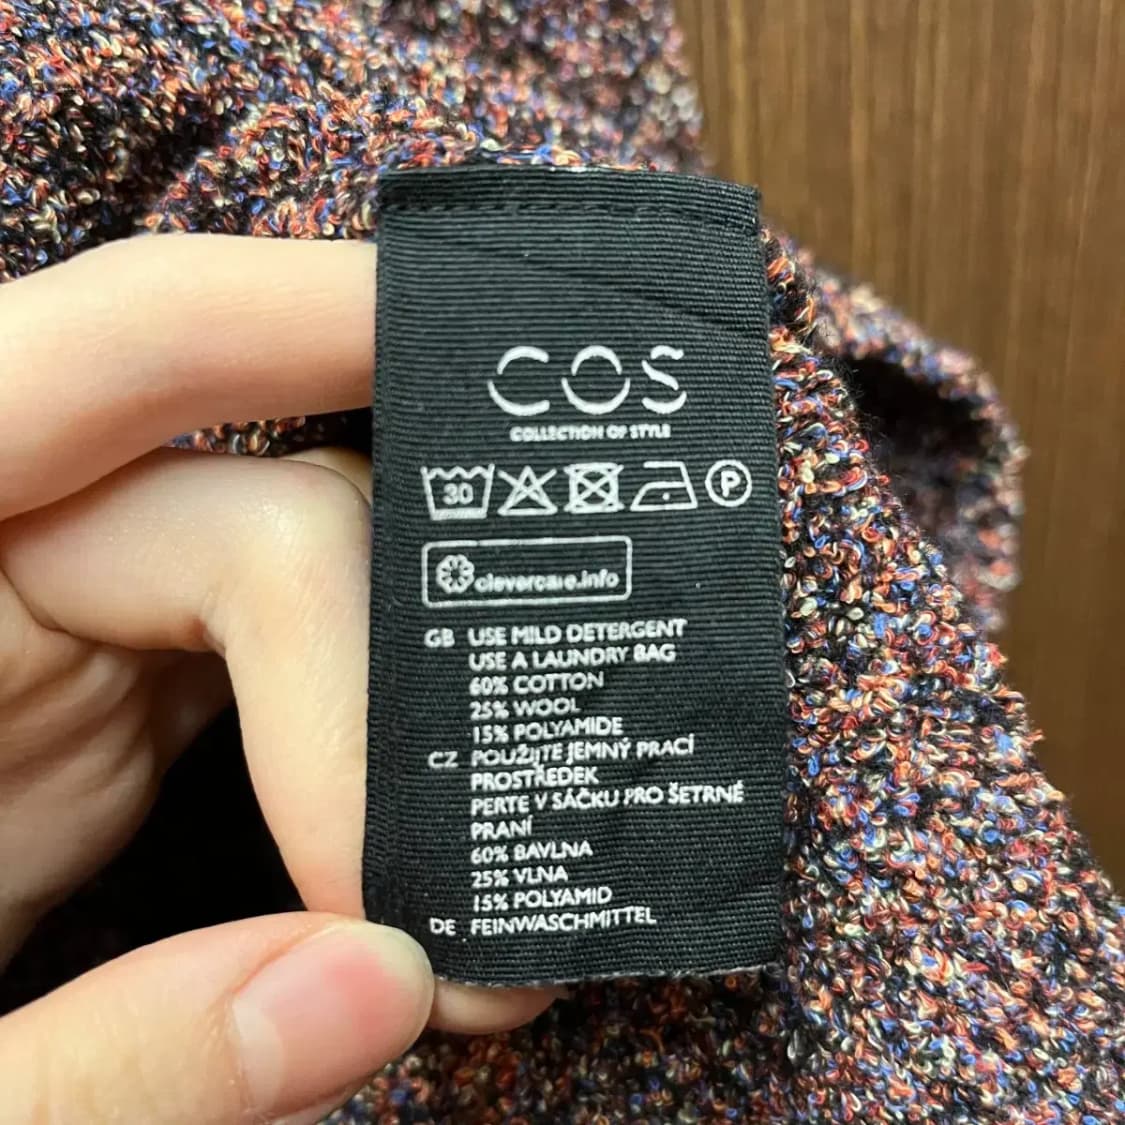 COS
COLLECTION OF STYLE
30 P
clevercare.info
GB USE MILD DETERGENT
USE A LAUNDRY BAG
60% COTTON
25% WOOL
15% POLYAMIDE
CZ POUŽIJTE JEMNÝ PRACÍ
PROSTŘEDEK
PERTE V SÁČKU PRO ŠETRNÉ
PRANÍ
60% BAVLNA
25% VLNA
15% POLYAMID
DE FEINWASCHMITTEL